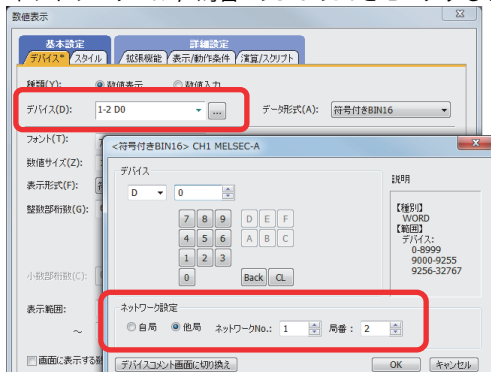 数値表示
基本設定
詳細設定
デバイス* スタイル 拡張機能 表示/動作条件 演算/スクリプト
種類(Y): 数値表示 数値入力
デバイス(D): 1-2 D0 ... データ形式(A): 符号付きBIN16
フォント(T):
数値サイズ(Z):
表示形式(F):
整数部桁数(G):
小数部桁数(C):
表示範囲:
～
画面に表示する
<符号付きBIN16> CH1 MELSEC-A
デバイス
D 0
7 8 9 D E F
4 5 6 A B C
1 2 3
0 Back CL
説明
【種別】
WORD
【範囲】
デバイス:
0-8999
9000-9255
9256-32767
ネットワーク設定
自局 他局 ネットワークNo.: 1 局番: 2
デバイスコメント画面に切り換え OK キャンセル